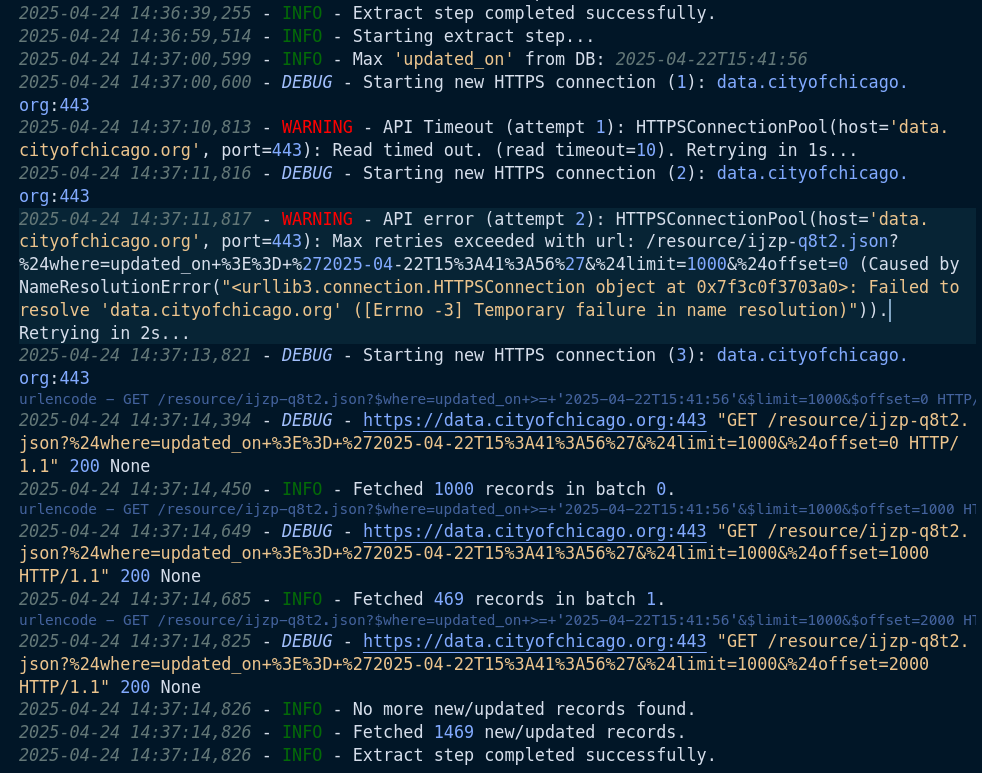 2025-04-24 14:36:39,255 - INFO - Extract step completed successfully.
2025-04-24 14:36:59,514 - INFO - Starting extract step...
2025-04-24 14:37:00,599 - INFO - Max 'updated_on' from DB: 2025-04-22T15:41:56
2025-04-24 14:37:00,600 - DEBUG - Starting new HTTPS connection (1): data.cityofchicago.
org:443
2025-04-24 14:37:10,813 - WARNING - API Timeout (attempt 1): HTTPSConnectionPool(host='data.
cityofchicago.org', port=443): Read timed out. (read timeout=10). Retrying in 1s...
2025-04-24 14:37:11,816 - DEBUG - Starting new HTTPS connection (2): data.cityofchicago.
org:443
2025-04-24 14:37:11,817 - WARNING - API error (attempt 2): HTTPSConnectionPool(host='data.
cityofchicago.org', port=443): Max retries exceeded with url: /resource/ijzp-q8t2.json?
%24where=updated_on+%3E%3D+%272025-04-22T15%3A41%3A56%27&%24limit=1000&%24offset=0 (Caused by
NameResolutionError("<urllib3.connection.HTTPSConnection object at 0x7f3c0f3703a0>: Failed to
resolve 'data.cityofchicago.org' ([Errno -3] Temporary failure in name resolution)")).
Retrying in 2s...
2025-04-24 14:37:13,821 - DEBUG - Starting new HTTPS connection (3): data.cityofchicago.
org:443
urlencode − GET /resource/ijzp-q8t2.json?$where=updated_on+>=+'2025-04-22T15:41:56'&$limit=1000&$offset=0 HTTP/
2025-04-24 14:37:14,394 - DEBUG - https://data.cityofchicago.org:443 "GET /resource/ijzp-q8t2.
json?%24where=updated_on+%3E%3D+%272025-04-22T15%3A41%3A56%27&%24limit=1000&%24offset=0 HTTP/
1.1" 200 None
2025-04-24 14:37:14,450 - INFO - Fetched 1000 records in batch 0.
urlencode − GET /resource/ijzp-q8t2.json?$where=updated_on+>=+'2025-04-22T15:41:56'&$limit=1000&$offset=1000 HT
2025-04-24 14:37:14,649 - DEBUG - https://data.cityofchicago.org:443 "GET /resource/ijzp-q8t2.
json?%24where=updated_on+%3E%3D+%272025-04-22T15%3A41%3A56%27&%24limit=1000&%24offset=1000
HTTP/1.1" 200 None
2025-04-24 14:37:14,685 - INFO - Fetched 469 records in batch 1.
urlencode − GET /resource/ijzp-q8t2.json?$where=updated_on+>=+'2025-04-22T15:41:56'&$limit=1000&$offset=2000 HT
2025-04-24 14:37:14,825 - DEBUG - https://data.cityofchicago.org:443 "GET /resource/ijzp-q8t2.
json?%24where=updated_on+%3E%3D+%272025-04-22T15%3A41%3A56%27&%24limit=1000&%24offset=2000
HTTP/1.1" 200 None
2025-04-24 14:37:14,826 - INFO - No more new/updated records found.
2025-04-24 14:37:14,826 - INFO - Fetched 1469 new/updated records.
2025-04-24 14:37:14,826 - INFO - Extract step completed successfully.